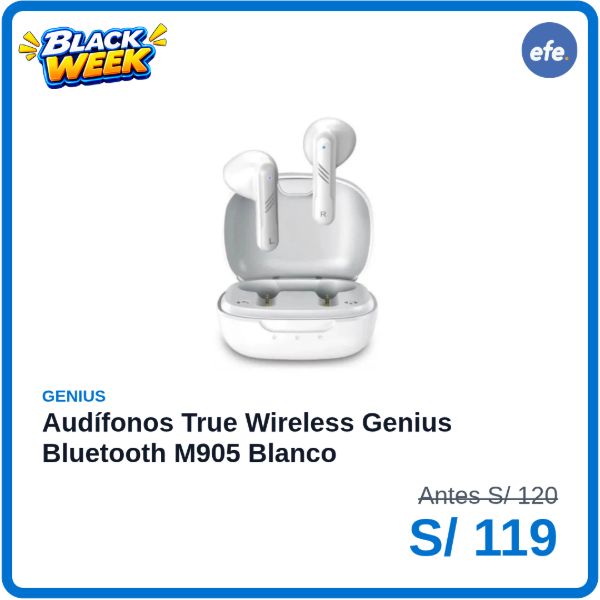 BLACK
WEEK
efe.
L
R
GENIUS
Audífonos True Wireless Genius
Bluetooth M905 Blanco
Antes S/ 120
S/ 119